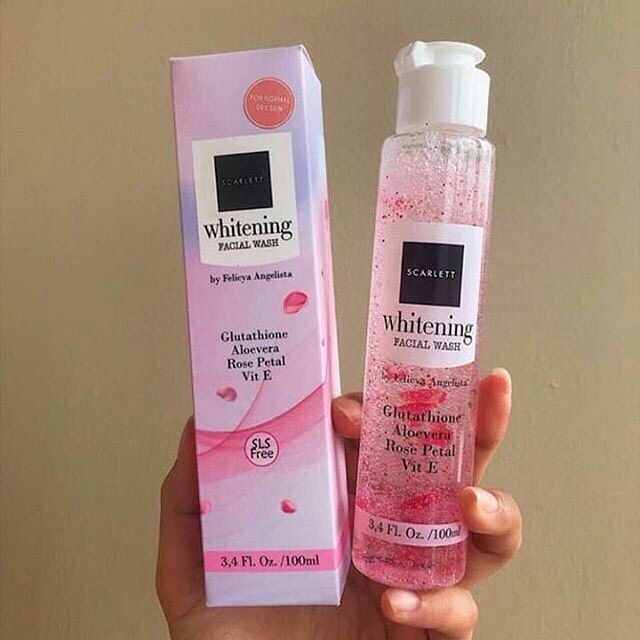 FOR NORMAL
DRY SKIN
SCARLETT
whitening
FACIAL WASH
by Felicya Angelista
Glutathione
Aloevera
Rose Petal
Vit E
SLS
Free
3,4 Fl. Oz. /100ml
SCARLETT
whitening
FACIAL WASH
by Felicya Angelista
Glutathione
Aloevera
Rose Petal
Vit E
3,4 Fl. Oz. /100ml